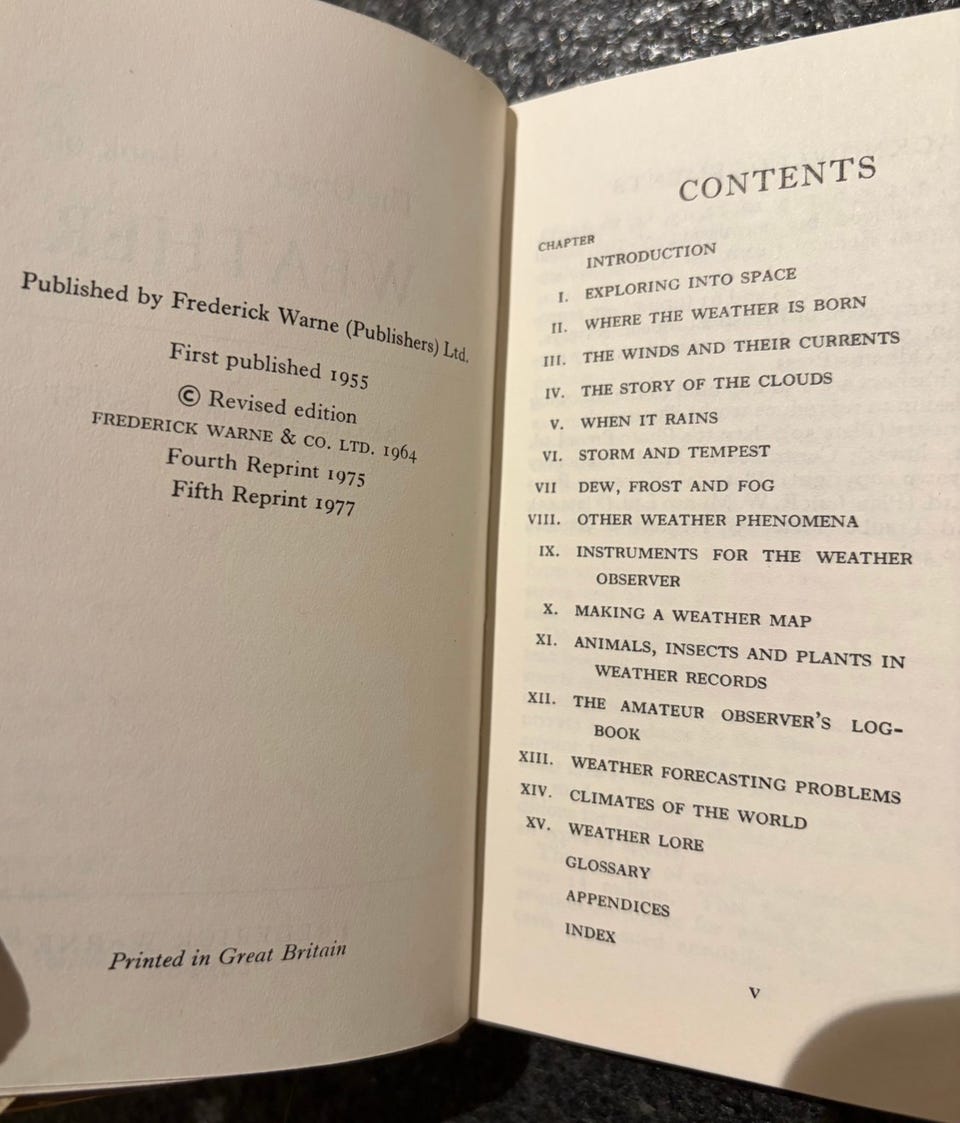 Published by Frederick Warne (Publishers) Ltd.
First published 1955
© Revised edition
FREDERICK WARNE & CO. LTD. 1964
Fourth Reprint 1975
Fifth Reprint 1977
Printed in Great Britain
CONTENTS
CHAPTER
INTRODUCTION
I. EXPLORING INTO SPACE
II. WHERE THE WEATHER IS BORN
III. THE WINDS AND THEIR CURRENTS
IV. THE STORY OF THE CLOUDS
V. WHEN IT RAINS
VI. STORM AND TEMPEST
VII DEW, FROST AND FOG
VIII. OTHER WEATHER PHENOMENA
IX. INSTRUMENTS FOR THE WEATHER
OBSERVER
X. MAKING A WEATHER MAP
XI. ANIMALS, INSECTS AND PLANTS IN
WEATHER RECORDS
XII. THE AMATEUR OBSERVER'S LOG-
BOOK
XIII. WEATHER FORECASTING PROBLEMS
XIV. CLIMATES OF THE WORLD
XV. WEATHER LORE
GLOSSARY
APPENDICES
INDEX
v